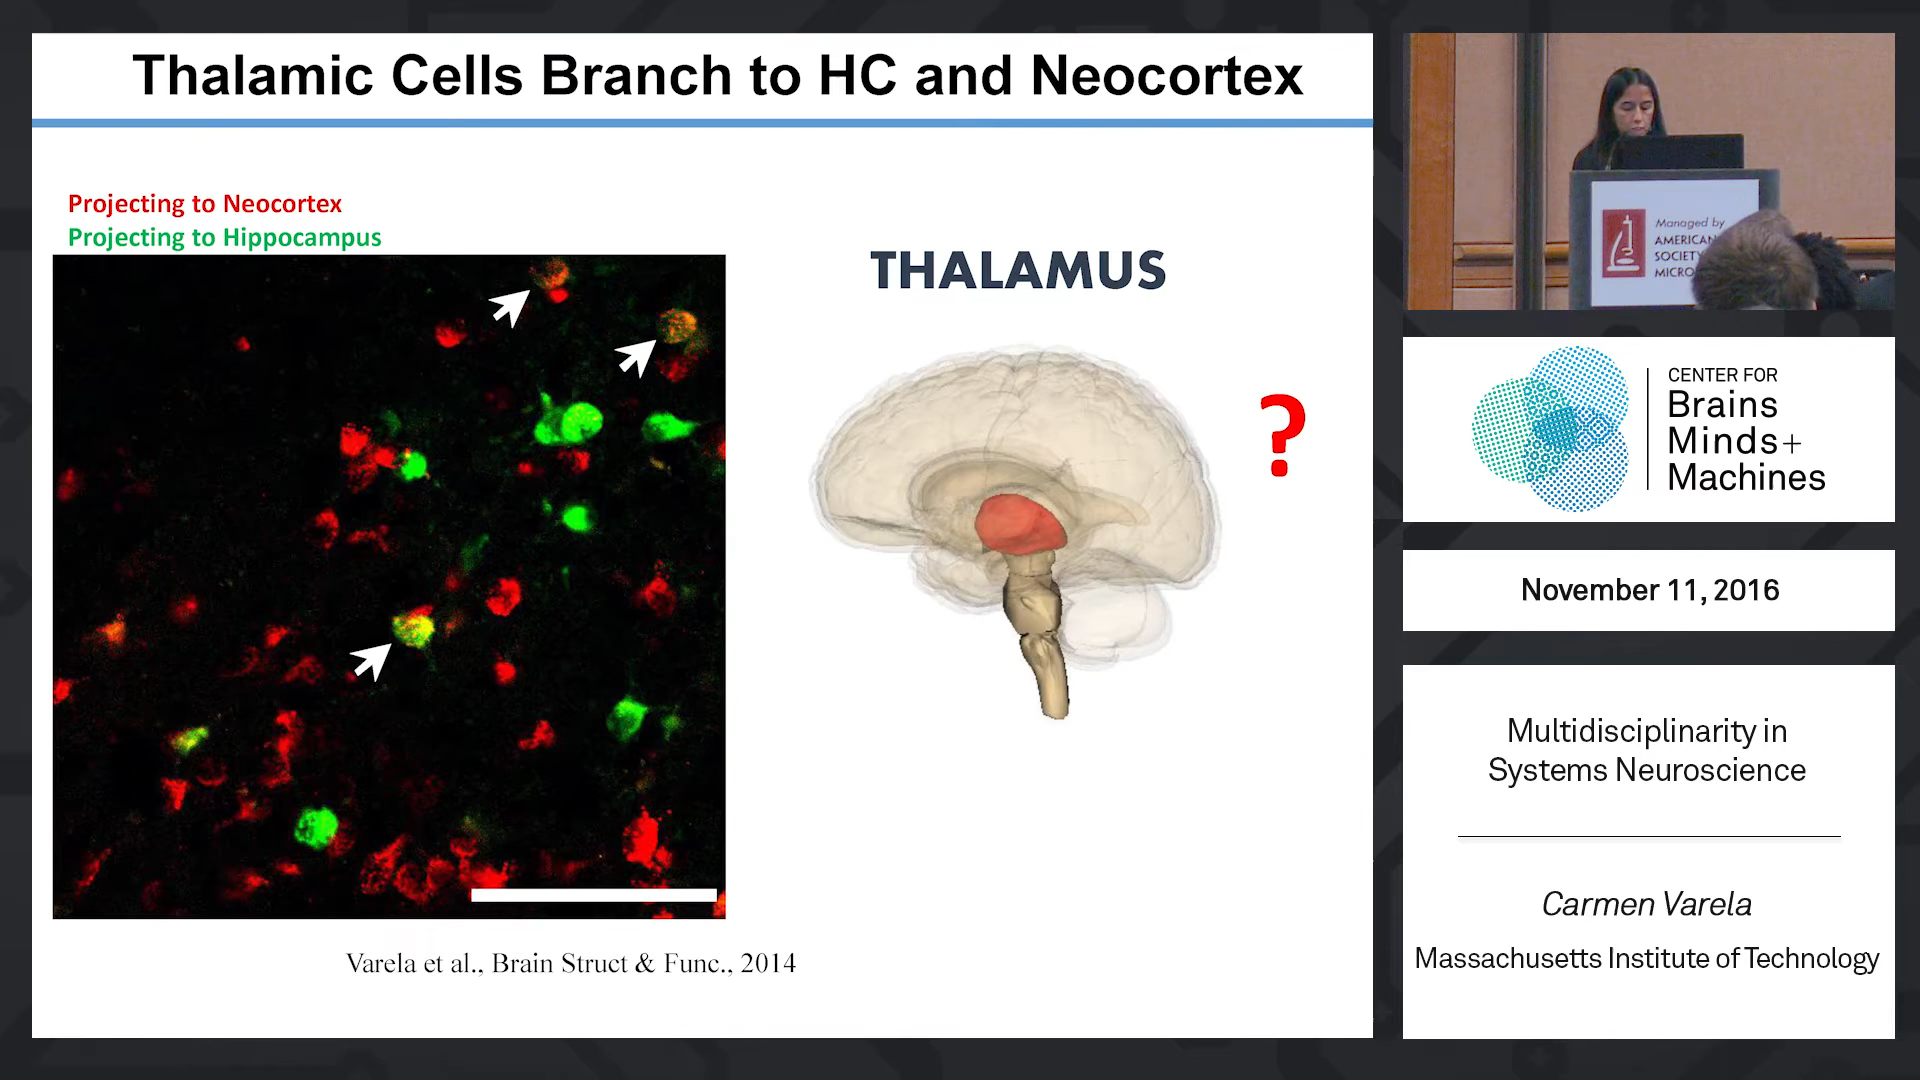 Thalamic Cells Branch to HC and Neocortex
Projecting to Neocortex
Projecting to Hippocampus
THALAMUS
?
Varela et al., Brain Struct & Func., 2014
Managed by
AMERICAN
SOCIETY
MICRO
CENTER FOR
Brains
Minds+
Machines
November 11, 2016
Multidisciplinarity in
Systems Neuroscience
Carmen Varela
Massachusetts Institute of Technology